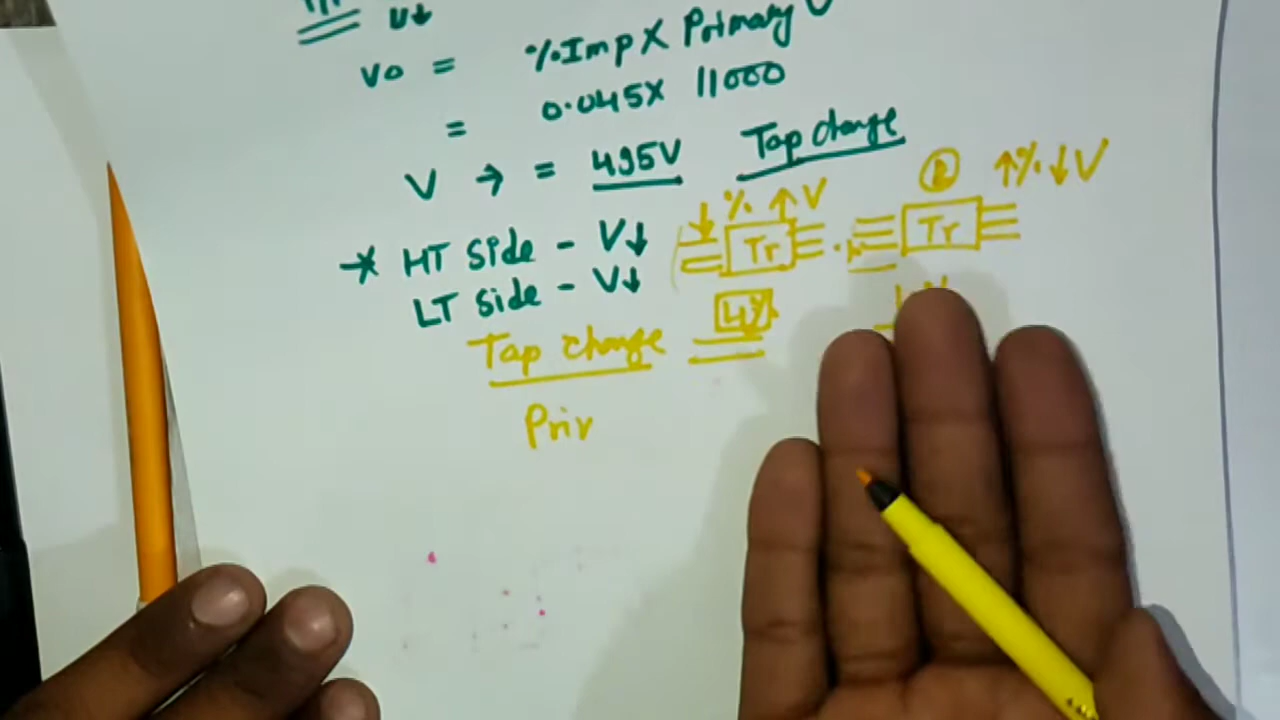 V↓
Vo = %Imp X Primary V
= 0.045X 11000
V → = 495V Tap change
* HT Side - V↓
LT Side - V↓
↓ % ↑ V
Tr
4%
↑% ↓ V
Tr
Tap change
Priv